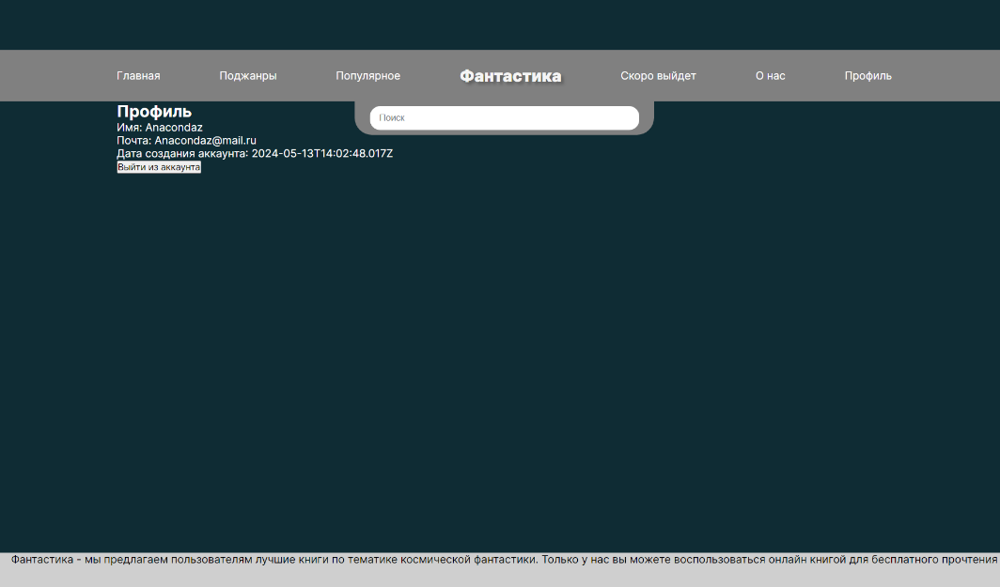 Главная Поджанры Популярное Фантастика Скоро выйдет О нас Профиль
Поиск
Профиль
Имя: Anacondaz
Почта: Anacondaz@mail.ru
Дата создания аккаунта: 2024-05-13T14:02:48.017Z
Выйти из аккаунта
Фантастика - мы предлагаем пользователям лучшие книги по тематике космической фантастики. Только у нас вы можете воспользоваться онлайн книгой для бесплатного прочтения